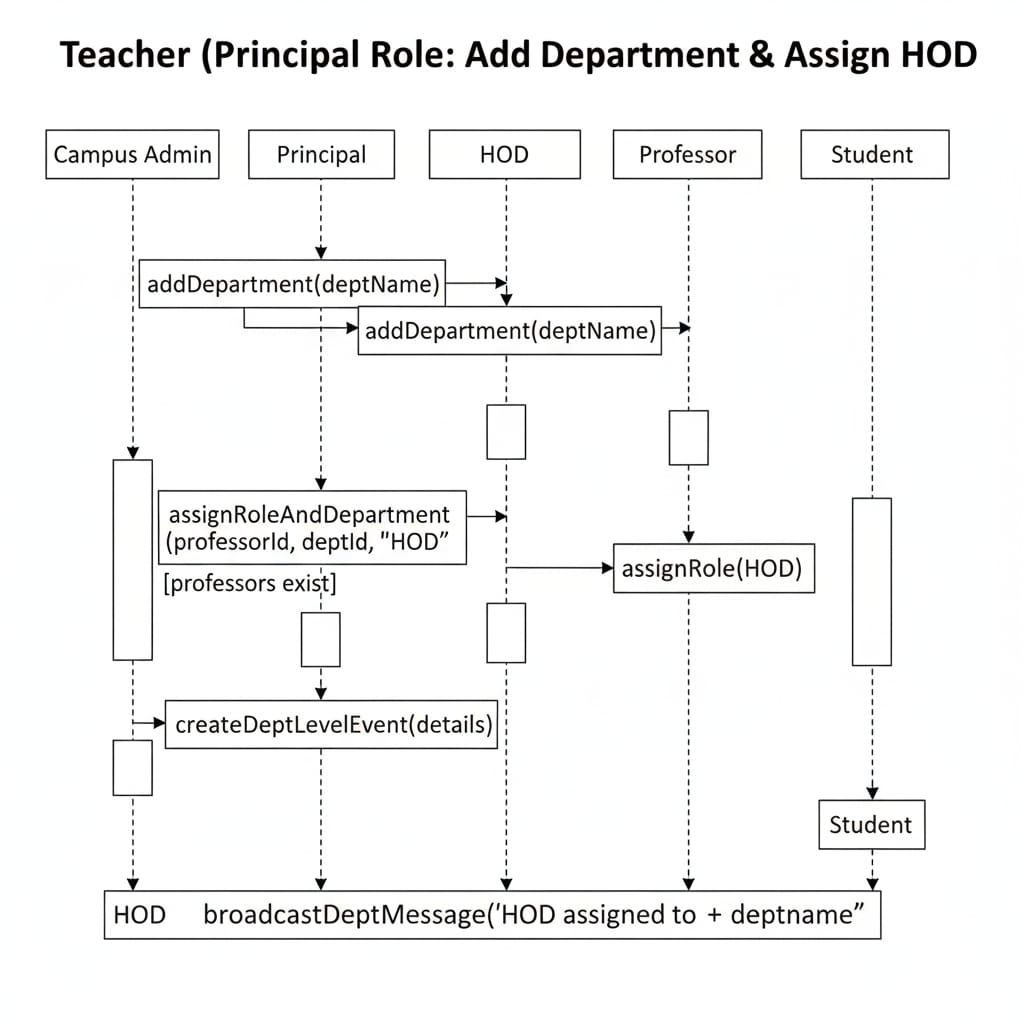 Teacher (Principal Role: Add Department & Assign HOD
Campus Admin
Principal
HOD
Professor
Student
addDepartment(deptName)
addDepartment(deptName)
assignRoleAndDepartment
(professorId, deptId, "HOD”
[professors exist]
assignRole(HOD)
createDeptLevelEvent(details)
Student
HOD broadcastDeptMessage('HOD assigned to + deptname”